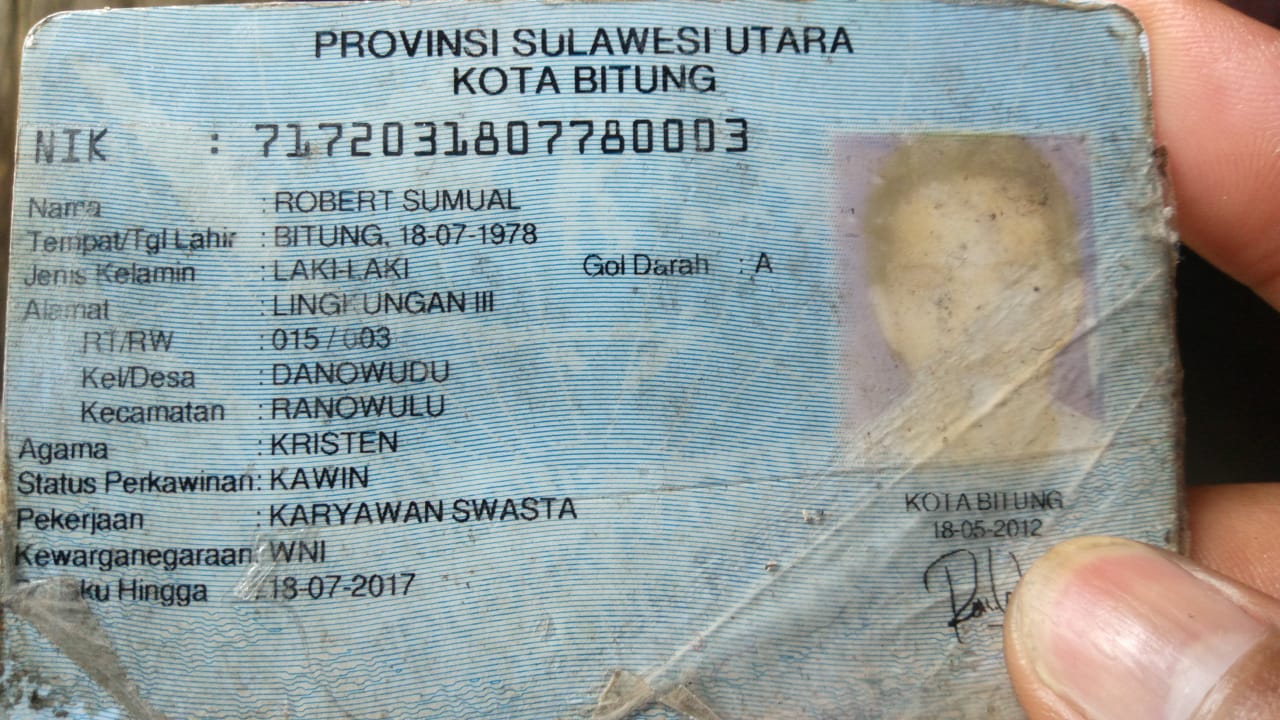 PROVINSI SULAWESI UTARA
KOTA BITUNG
NIK : 7172031807780003
Nama : ROBERT SUMUAL
Tempat/Tgl Lahir : BITUNG, 18-07-1978
Jenis Kelamin : LAKI-LAKI Gol Darah : A
Alamat : LINGKUNGAN III
RT/RW : 015 / 003
Kel/Desa : DANOWUDU
Kecamatan : RANOWULU
Agama : KRISTEN
Status Perkawinan: KAWIN
Pekerjaan : KARYAWAN SWASTA
Kewarganegaraan: WNI
Hingga : 18-07-2017
KOTA BITUNG
18-05-2012